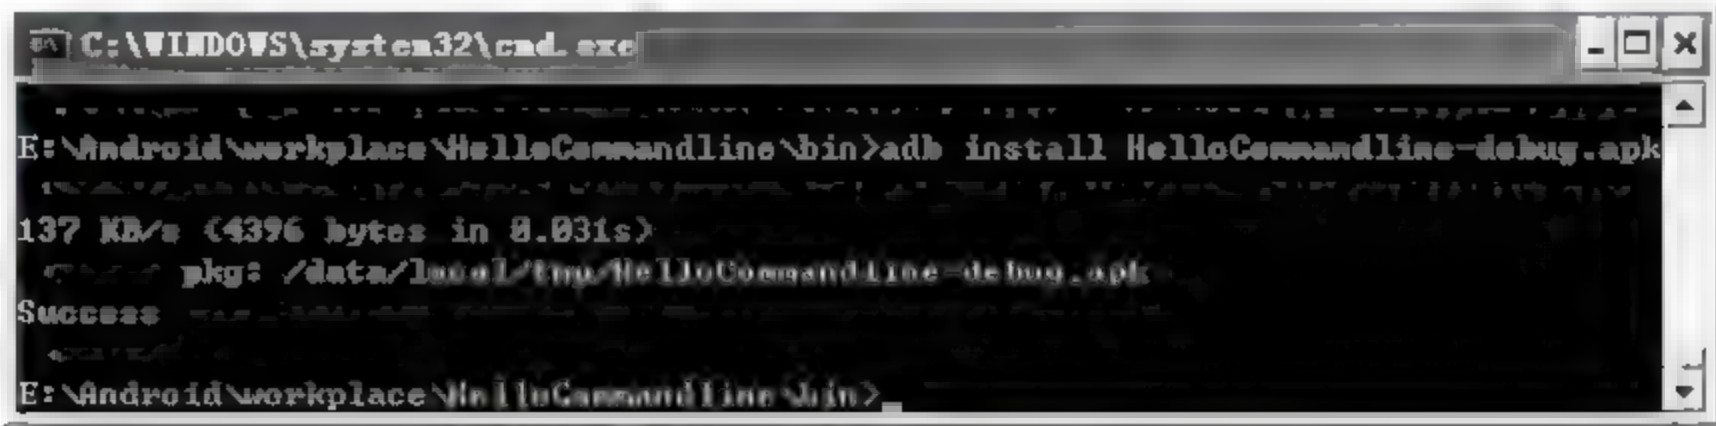 C:\WINDOWS\system32\cmd.exe
E:\Android\workplace\HelloCommandline\bin>adb install HelloCommandline-debug.apk
137 KB/s (4396 bytes in 0.031s)
pkg: /data/local/tmp/HelloCommandline-debug.apk
Success
E:\Android\workplace\HelloCommandline\bin>_